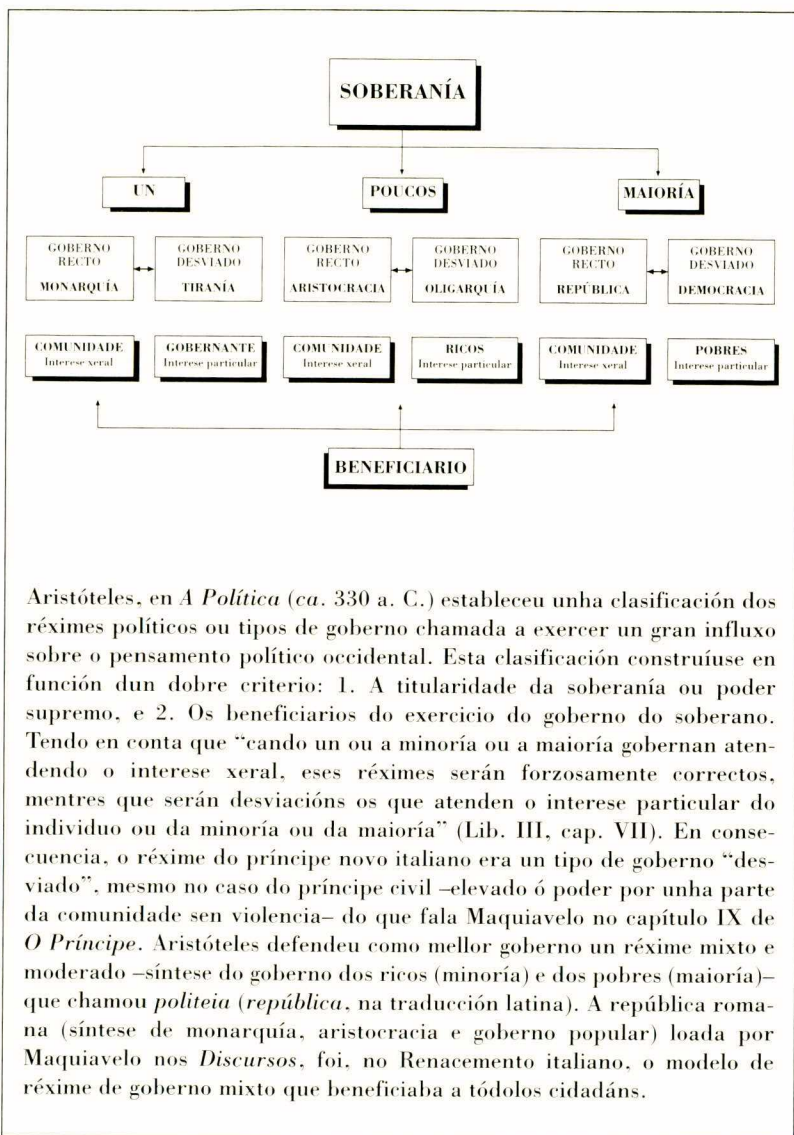 SOBERANÍA
UN
POUCOS
MAIORÍA
GOBERNO
RECTO
MONARQUÍA
GOBERNO
DESVIADO
TIRANÍA
GOBERNO
RECTO
ARISTOCRACIA
GOBERNO
DESVIADO
OLIGARQUÍA
GOBERNO
RECTO
REPÚBLICA
GOBERNO
DESVIADO
DEMOCRACIA
COMUNIDADE
Interese xeral
GOBERNANTE
Interese particular
COMUNIDADE
Interese xeral
RICOS
Interese particular
COMUNIDADE
Interese xeral
POBRES
Interese particular
BENEFICIARIO
Aristóteles, en A Política (ca. 330 a. C.) estableceu unha clasificación dos
réximes políticos ou tipos de goberno chamada a exercer un gran influxo
sobre o pensamento político occidental. Esta clasificación construíuse en
función dun dobre criterio: 1. A titularidade da soberanía ou poder
supremo, e 2. Os beneficiarios do exercicio do goberno do soberano.
Tendo en conta que “cando un ou a minoría ou a maioría gobernan aten-
dendo o interese xeral, eses réximes serán forzosamente correctos,
mentres que serán desviacións os que atenden o interese particular do
individuo ou da minoría ou da maioría” (Lib. III, cap. VII). En conse-
cuencia, o réxime do príncipe novo italiano era un tipo de goberno “des-
viado”, mesmo no caso do príncipe civil –elevado ó poder por unha parte
da comunidade sen violencia– do que fala Maquiavelo no capítulo IX de
O Príncipe. Aristóteles defendeu como mellor goberno un réxime mixto e
moderado –síntese do goberno dos ricos (minoría) e dos pobres (maioría)–
que chamou politeia (república, na traducción latina). A república roma-
na (síntese de monarquía, aristocracia e goberno popular) loada por
Maquiavelo nos Discursos, foi, no Renacemento italiano, o modelo de
réxime de goberno mixto que beneficiaba a tódolos cidadáns.